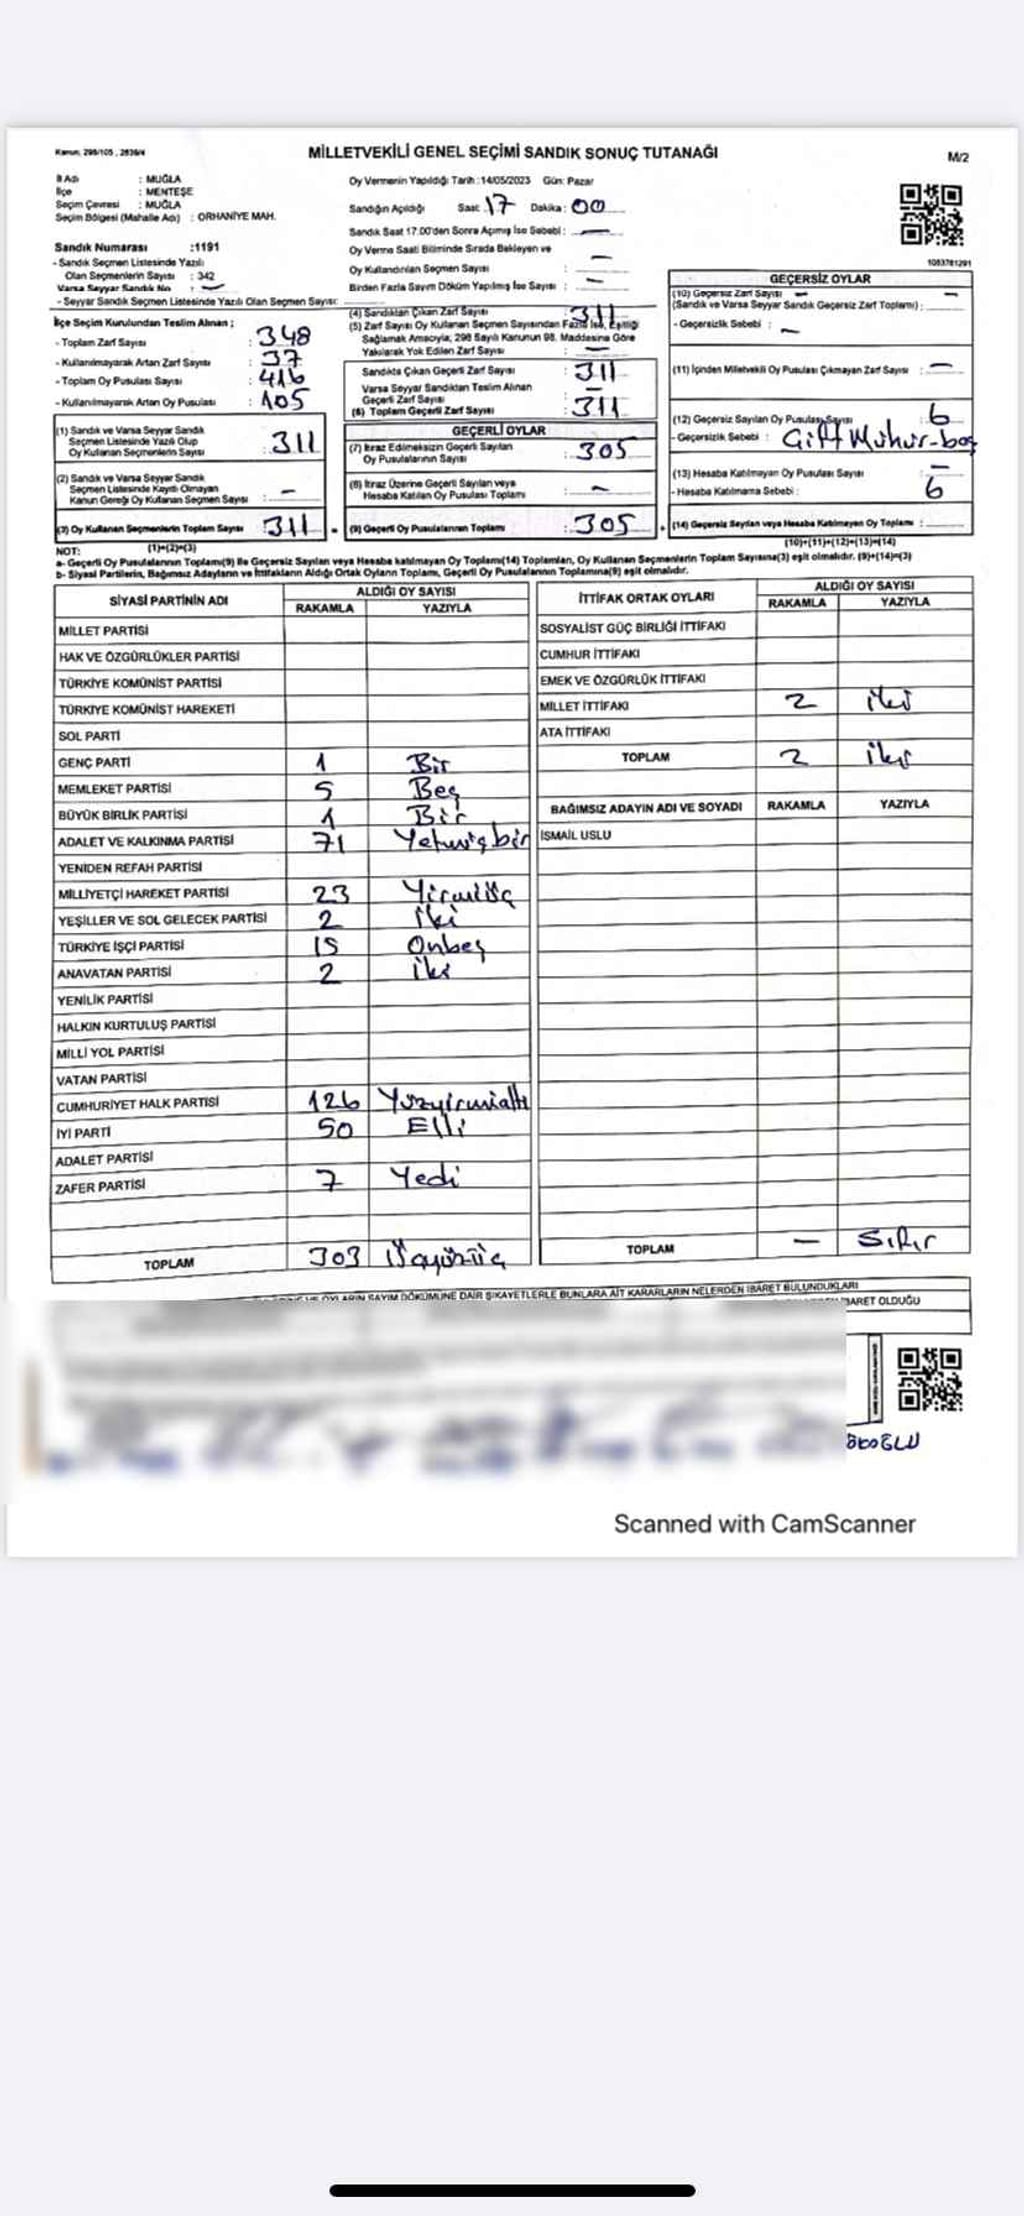 Kanun: 298/105, 2839/4
MİLLETVEKİLİ GENEL SEÇİMİ SANDIK SONUÇ TUTANAĞI
M/2
İl Adı : MUĞLA
İlçe : MENTEŞE
Seçim Çevresi : MUĞLA
Seçim Bölgesi (Mahalle Adı) : ORHANİYE MAH.
Sandık Numarası :1191
- Sandık Seçmen Listesinde Yazılı
Olan Seçmenlerin Sayısı : 342
Varsa Seyyar Sandık No : —
- Seyyar Sandık Seçmen Listesinde Yazılı Olan Seçmen Sayısı:
Oy Vermenin Yapıldığı Tarih :14/05/2023 Gün: Pazar
Sandığın Açıldığı Saat: 17 Dakika: 00
Sandık Saat 17:00'den Sonra Açımış İse Sebebi : —
Oy Verme Saati Bitiminde Sırada Bekleyen ve
Oy Kullandırılan Seçmen Sayısı : —
Birden Fazla Sayım Döküm Yapılmış İse Sayısı : —
1083781291
İlçe Seçim Kurulundan Teslim Alınan ;
- Toplam Zarf Sayısı : 348
- Kullanılmayarak Artan Zarf Sayısı : 37
- Toplam Oy Pusulası Sayısı : 416
- Kullanılmayarak Artan Oy Pusulası : 105
(1) Sandık ve Varsa Seyyar Sandık
Seçmen Listesinde Yazılı Olup
Oy Kullanan Seçmenlerin Sayısı : 311
(2) Sandık ve Varsa Seyyar Sandık
Seçmen Listesinde Kayıtlı Olmayan
Kanun Gereği Oy Kullanan Seçmen Sayısı : —
(3) Oy Kullanan Seçmenlerin Toplam Sayısı : 311
(1)+(2)=(3)
(4) Sandıktan Çıkan Zarf Sayısı : 311
(5) Zarf Sayısı Oy Kullanan Seçmen Sayısından Fazla İse, Eşitliği
Sağlamak Amacıyla; 298 Sayılı Kanunun 98. Maddesine Göre
Yakılarak Yok Edilen Zarf Sayısı : —
Sandıkta Çıkan Geçerli Zarf Sayısı : 311
Varsa Seyyar Sandıktan Teslim Alınan
Geçerli Zarf Sayısı : —
(6) Toplam Geçerli Zarf Sayısı : 311
GEÇERLİ OYLAR
(7) İtiraz Edilmeksizin Geçerli Sayılan
Oy Pusulalarının Sayısı : 305
(8) İtiraz Üzerine Geçerli Sayılan veya
Hesaba Katılan Oy Pusulası Toplamı : —
(9) Geçerli Oy Pusulalarının Toplamı : 305
GEÇERSİZ OYLAR
(10) Geçersiz Zarf Sayısı —
(Sandık ve Varsa Seyyar Sandık Geçersiz Zarf Toplamı) : —
- Geçersizlik Sebebi : —
(11) İçinden Milletvekili Oy Pusulası Çıkmayan Zarf Sayısı : —
(12) Geçersiz Sayılan Oy Pusulası Sayısı : 6
- Geçersizlik Sebebi : Çift Mühür-boş
(13) Hesaba Katılmayan Oy Pusulası Sayısı : —
- Hesaba Katılmama Sebebi : 6
(14) Geçersiz Sayılan veya Hesaba Katılmayan Oy Toplamı :
(10)+(11)+(12)+(13)=(14)
NOT:
a- Geçerli Oy Pusulalarının Toplamı(9) İle Geçersiz Sayılan veya Hesaba katılmayan Oy Toplamı(14) Toplamları, Oy Kullanan Seçmenlerin Toplam Sayısına(3) eşit olmalıdır. (9)+(14)=(3)
b- Siyasi Partilerin, Bağımsız Adayların ve İttifakların Aldığı Ortak Oyların Toplamı, Geçerli Oy Pusulalarının Toplamına(9) eşit olmalıdır.
SİYASİ PARTİNİN ADI ALDIĞI OY SAYISI
RAKAMLA YAZIYLA
MİLLET PARTİSİ
HAK VE ÖZGÜRLÜKLER PARTİSİ
TÜRKİYE KOMÜNİST PARTİSİ
TÜRKİYE KOMÜNİST HAREKETİ
SOL PARTİ
GENÇ PARTİ 1 Bir
MEMLEKET PARTİSİ 5 Beş
BÜYÜK BİRLİK PARTİSİ 1 Bir
ADALET VE KALKINMA PARTİSİ 71 Yetmişbir
YENİDEN REFAH PARTİSİ
MİLLİYETÇİ HAREKET PARTİSİ 23 Yirmiüç
YEŞİLLER VE SOL GELECEK PARTİSİ 2 İki
TÜRKİYE İŞÇİ PARTİSİ 15 Onbeş
ANAVATAN PARTİSİ 2 İki
YENİLİK PARTİSİ
HALKIN KURTULUŞ PARTİSİ
MİLLİ YOL PARTİSİ
VATAN PARTİSİ
CUMHURİYET HALK PARTİSİ 126 Yüzyirmialtı
İYİ PARTİ 50 Elli
ADALET PARTİSİ
ZAFER PARTİSİ 7 Yedi
TOPLAM 303 Üçyüzüç
İTTİFAK ORTAK OYLARI ALDIĞI OY SAYISI
RAKAMLA YAZIYLA
SOSYALİST GÜÇ BİRLİĞİ İTTİFAKI
CUMHUR İTTİFAKI
EMEK VE ÖZGÜRLÜK İTTİFAKI
MİLLET İTTİFAKI 2 iki
ATA İTTİFAKI
TOPLAM 2 iki
BAĞIMSIZ ADAYIN ADI VE SOYADI RAKAMLA YAZIYLA
İSMAİL USLU
TOPLAM — Sıfır
OYLARIN SAYIM DÖKÜMÜNE DAİR ŞİKAYETLERLE BUNLARA AİT KARARLARIN NELERDEN İBARET BULUNDUKLARI
İBARET OLDUĞU
Scanned with CamScanner